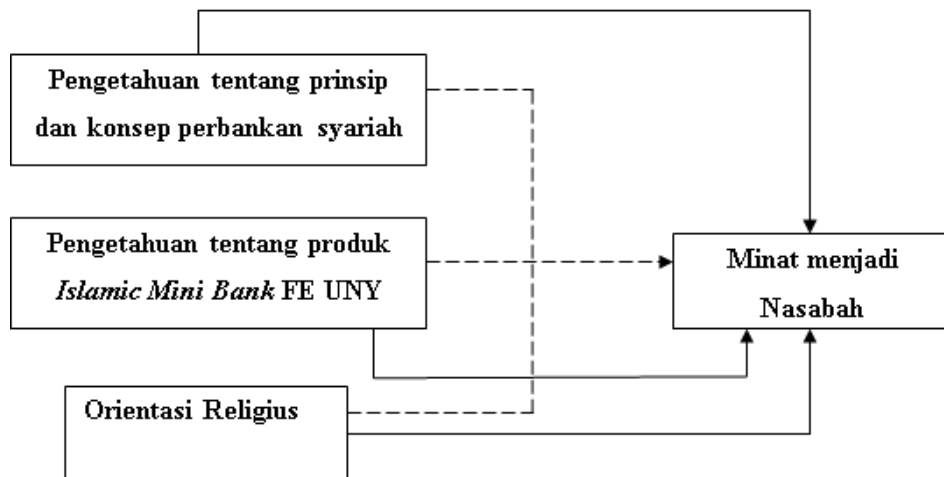 Pengetahuan tentang prinsip
dan konsep perbankan syariah
Pengetahuan tentang produk
Islamic Mini Bank FE UNY
Minat menjadi
Nasabah
Orientasi Religius